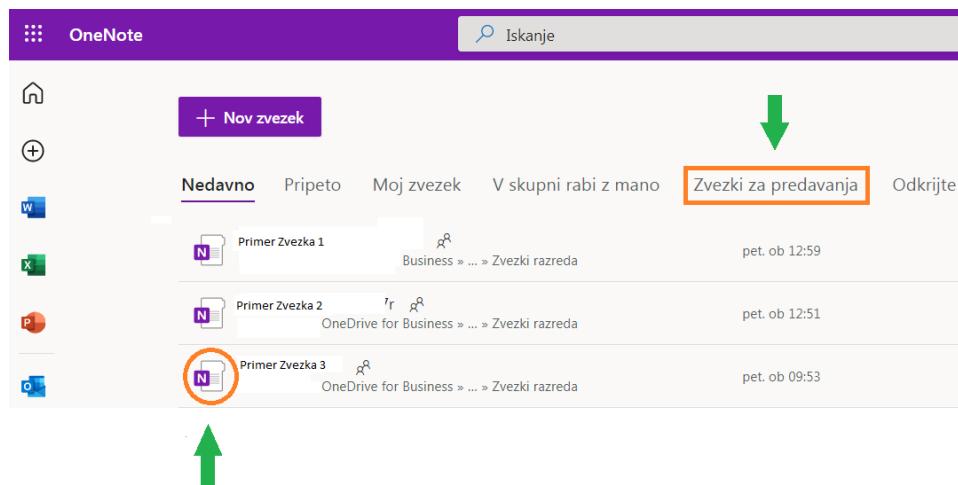 OneNote
Iskanje
Nov zvezek
Nedavno Pripeto Moj zvezek V skupni rabi z mano Zvezki za predavanja Odkrijte
Primer Zvezka 1
Business » ... » Zvezki razreda
pet. ob 12:59
Primer Zvezka 2
OneDrive for Business » ... » Zvezki razreda
pet. ob 12:51
Primer Zvezka 3
OneDrive for Business » ... » Zvezki razreda
pet. ob 09:53